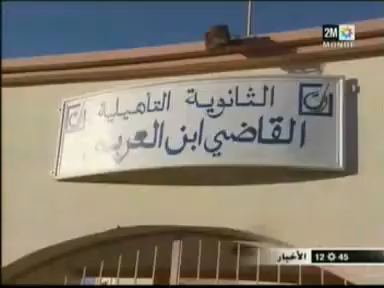 2M
MONDE
الثانوية التأهيلية
القاضي ابن العربي
الأخبار 12 45